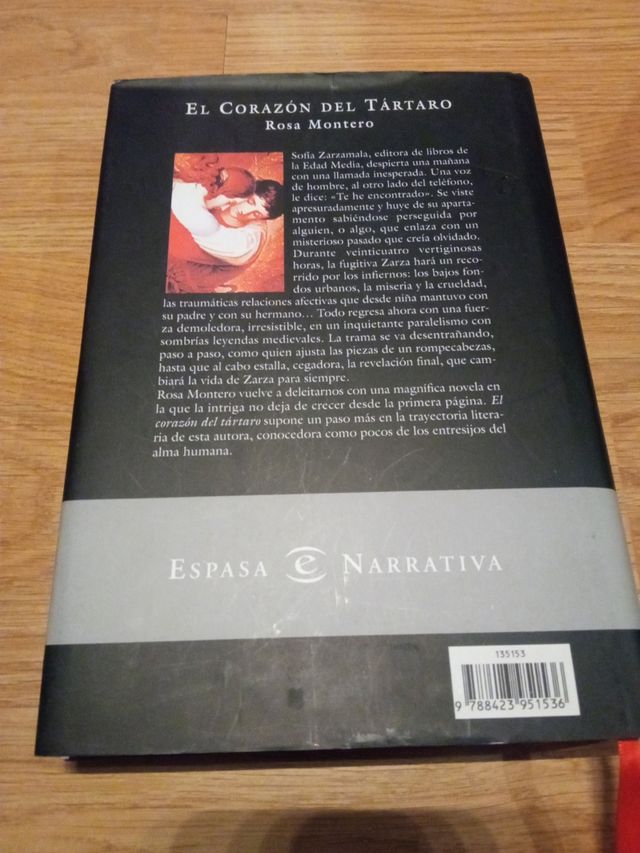 EL CORAZÓN DEL TÁRTARO
Rosa Montero
Sofía Zarzamala, editora de libros de
la Edad Media, despierta una mañana
con una llamada inesperada. Una voz
de hombre, al otro lado del teléfono,
le dice: «Te he encontrado». Se viste
apresuradamente y huye de su aparta-
mento sabiéndose perseguida por
alguien, o algo, que enlaza con un
misterioso pasado que creía olvidado.
Durante veinticuatro vertiginosas
horas, la fugitiva Zarza hará un reco-
rrido por los infiernos: los bajos fon-
dos urbanos, la miseria y la crueldad,
las traumáticas relaciones afectivas que desde niña mantuvo con
su padre y con su hermano... Todo regresa ahora con una fuer-
za demoledora, irresistible, en un inquietante paralelismo con
sombrías leyendas medievales. La trama se va desentrañando,
paso a paso, como quien ajusta las piezas de un rompecabezas,
hasta que al cabo estalla, cegadora, la revelación final, que cam-
biará la vida de Zarza para siempre.
Rosa Montero vuelve a deleitarnos con una magnífica novela en
la que la intriga no deja de crecer desde la primera página. El
corazón del tártaro supone un paso más en la trayectoria litera-
ria de esta autora, conocedora como pocos de los entresijos del
alma humana.
ESPASA e NARRATIVA
135153
9 788423 951536